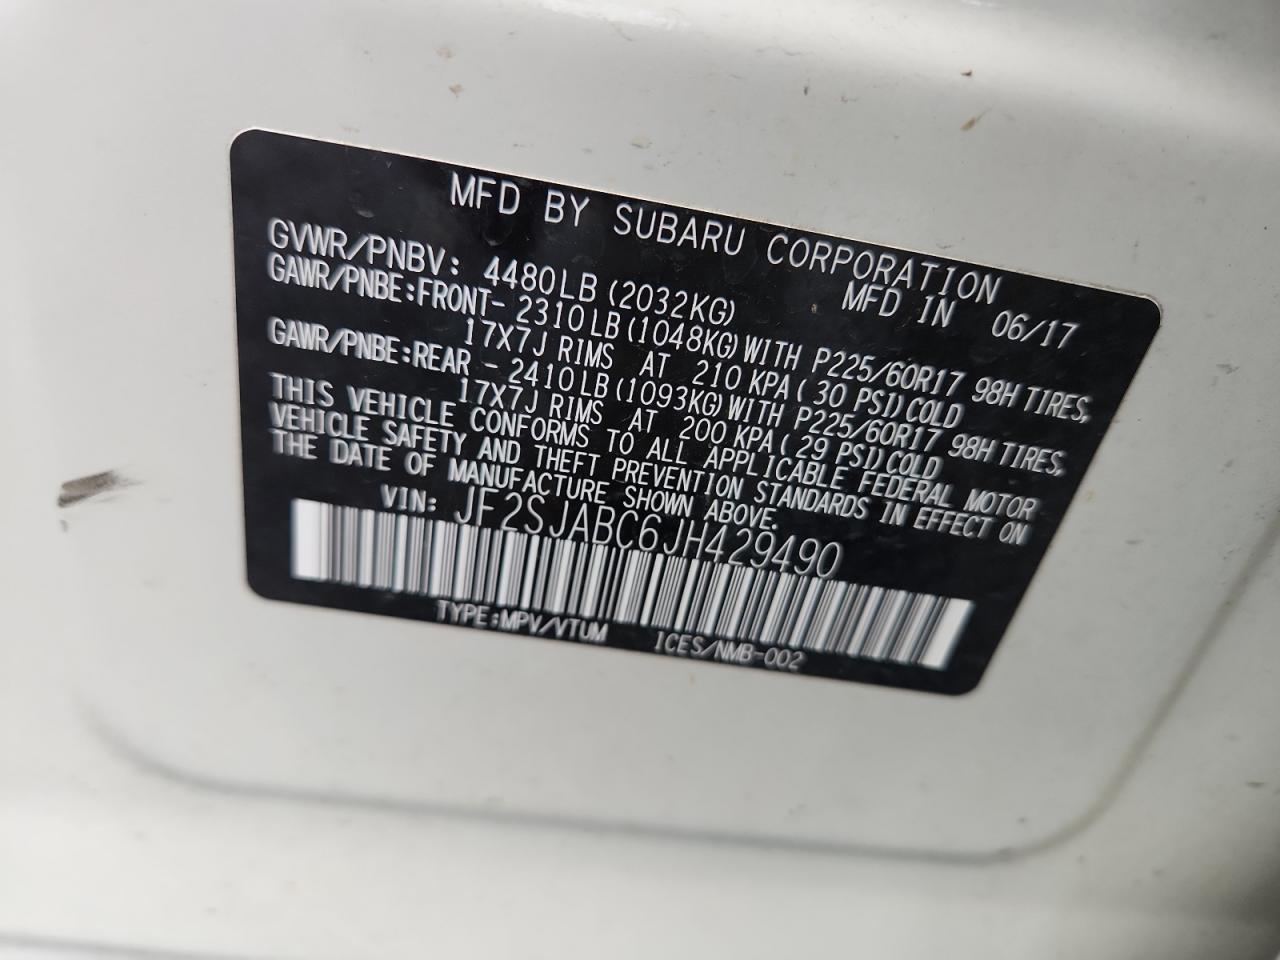 MFD BY SUBARU CORPORATION
GVWR/PNBV: 4480LB (2032KG) MFD IN 06/17
GAWR/PNBE:FRONT- 2310LB(1048KG)WITH P225/60R17 98H TIRES,
17X7J RIMS AT 210 KPA(30 PSI)COLD
GAWR/PNBE:REAR - 2410LB(1093KG)WITH P225/60R17 98H TIRES,
17X7J RIMS AT 200 KPA(29 PSI)COLD
THIS VEHICLE CONFORMS TO ALL APPLICABLE FEDERAL MOTOR
VEHICLE SAFETY AND THEFT PREVENTION STANDARDS IN EFFECT ON
THE DATE OF MANUFACTURE SHOWN ABOVE.
VIN: JF2SJABC6JH429490
TYPE:MPV/VTUM ICES/NMB-002